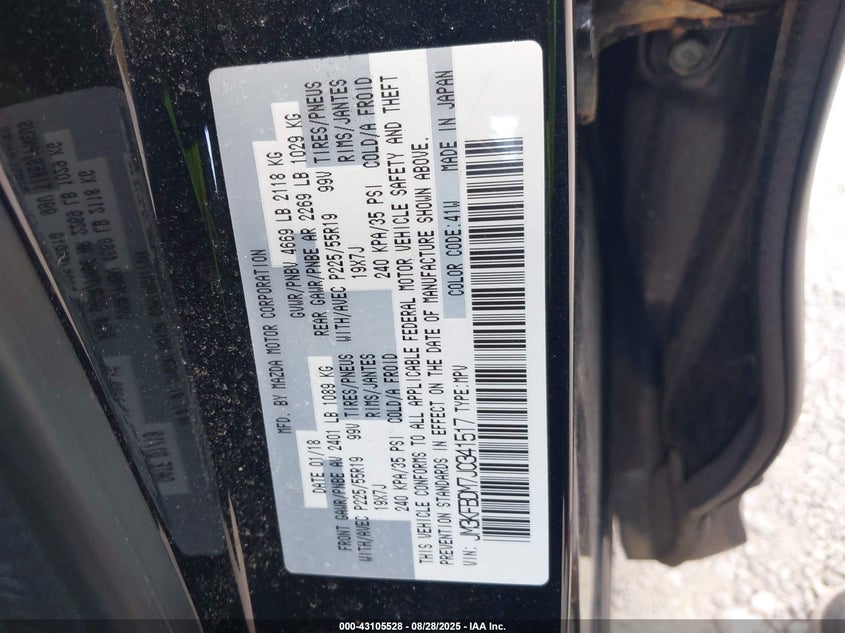 MFD. BY MAZDA MOTOR CORPORATION
DATE 01/18 GVWR/PNBV 4669 LB 2118 KG
FRONT GAWR/PNBE AV 2401 LB 1089 KG REAR GAWR/PNBE AR 2269 LB 1029 KG
WITH/AVEC P225/55R19 99V TIRES/PNEUS WITH/AVEC P225/55R19 99V TIRES/PNEUS
19X7J RIMS/JANTES 19X7J RIMS/JANTES
240 KPA/35 PSI COLD/A FROID 240 KPA/35 PSI COLD/A FROID
THIS VEHICLE CONFORMS TO ALL APPLICABLE FEDERAL MOTOR VEHICLE SAFETY AND THEFT
PREVENTION STANDARDS IN EFFECT ON THE DATE OF MANUFACTURE SHOWN ABOVE.
VIN: JM3KFBDM7J0341517 TYPE:MPV COLOR CODE:41W MADE IN JAPAN
000-43105528 - 08/28/2025 - IAA Inc.